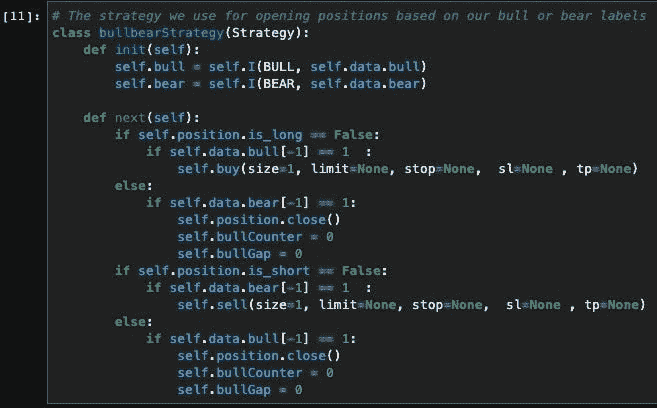 [11]: # The strategy we use for opening positions based on our bull or bear labels
class bullbearStrategy(Strategy):
    def init(self):
        self.bull = self.I(BULL, self.data.bull)
        self.bear = self.I(BEAR, self.data.bear)

    def next(self):
        if self.position.is_long == False:
            if self.data.bull[-1] == 1  :
                self.buy(size=1, limit=None, stop=None,  sl=None , tp=None)
        else:
            if self.data.bear[-1] == 1:
                self.position.close()
                self.bullCounter = 0
                self.bullGap = 0
        if self.position.is_short == False:
            if self.data.bear[-1] == 1  :
                self.sell(size=1, limit=None, stop=None,  sl=None , tp=None)
        else:
            if self.data.bull[-1] == 1:
                self.position.close()
                self.bullCounter = 0
                self.bullGap = 0